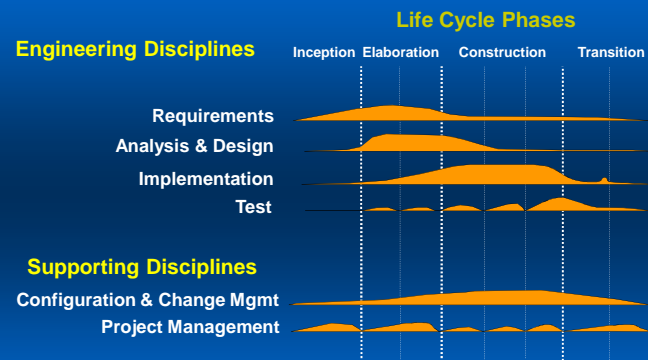 Life Cycle Phases
Engineering Disciplines
Inception Elaboration Construction Transition
Requirements
Analysis & Design
Implementation
Test
Supporting Disciplines
Configuration & Change Mgmt
Project Management